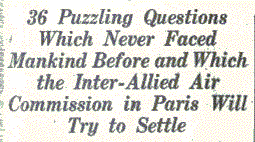 36 Puzzling Questions
Which Never Faced
Mankind Before and Which
the Inter-Allied Air
Commission in Paris Will
Try to Settle